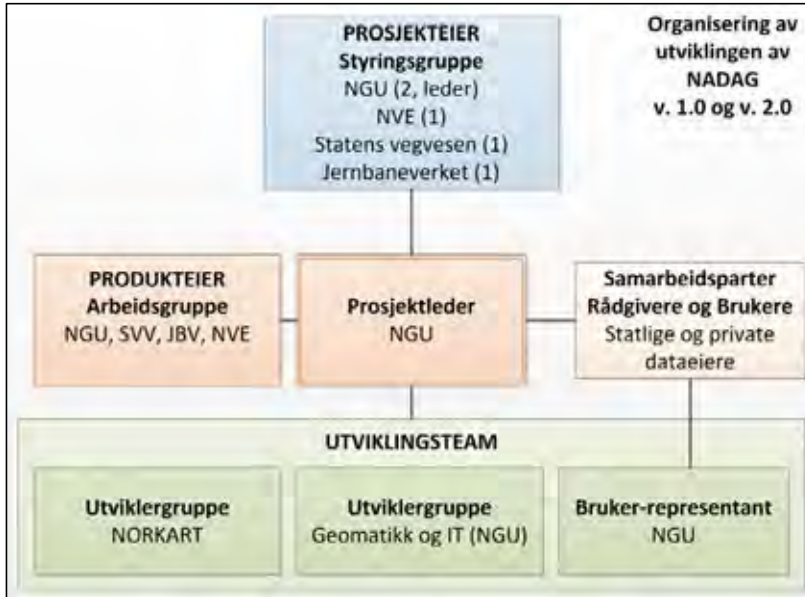 PROSJEKTEIER
Styringsgruppe
NGU (2, leder)
NVE (1)
Statens vegvesen (1)
Jernbaneverket (1)
Organisering av
utviklingen av
NADAG
v. 1.0 og v. 2.0
PRODUKTEIER
Arbeidsgruppe
NGU, SVV, JBV, NVE
Prosjektleder
NGU
Samarbeidsparter
Rådgivere og Brukere
Statlige og private
dataeiere
UTVIKLINGSTEAM
Utviklergruppe
NORKART
Utviklergruppe
Geomatikk og IT (NGU)
Bruker-representant
NGU